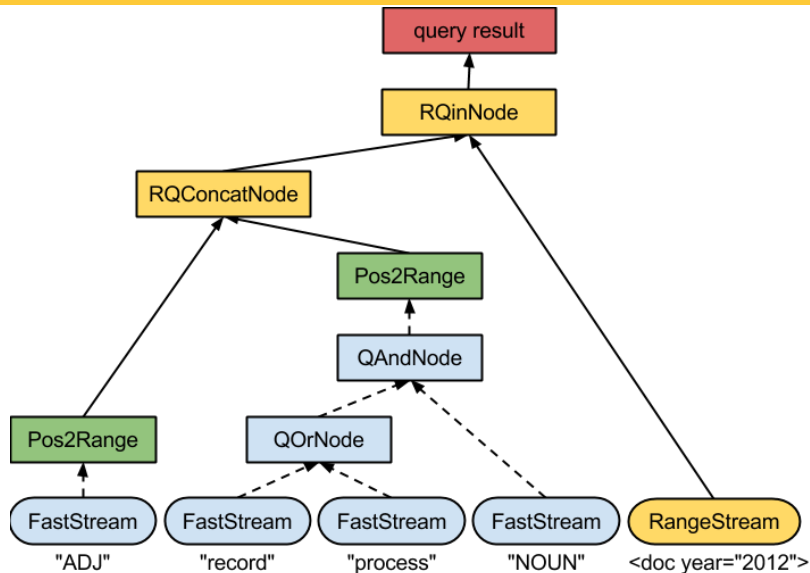 query result
RQinNode
RQConcatNode
Pos2Range
QAndNode
Pos2Range
QOrNode
FastStream FastStream FastStream FastStream RangeStream
"ADJ" "record" "process" "NOUN" <doc year="2012">